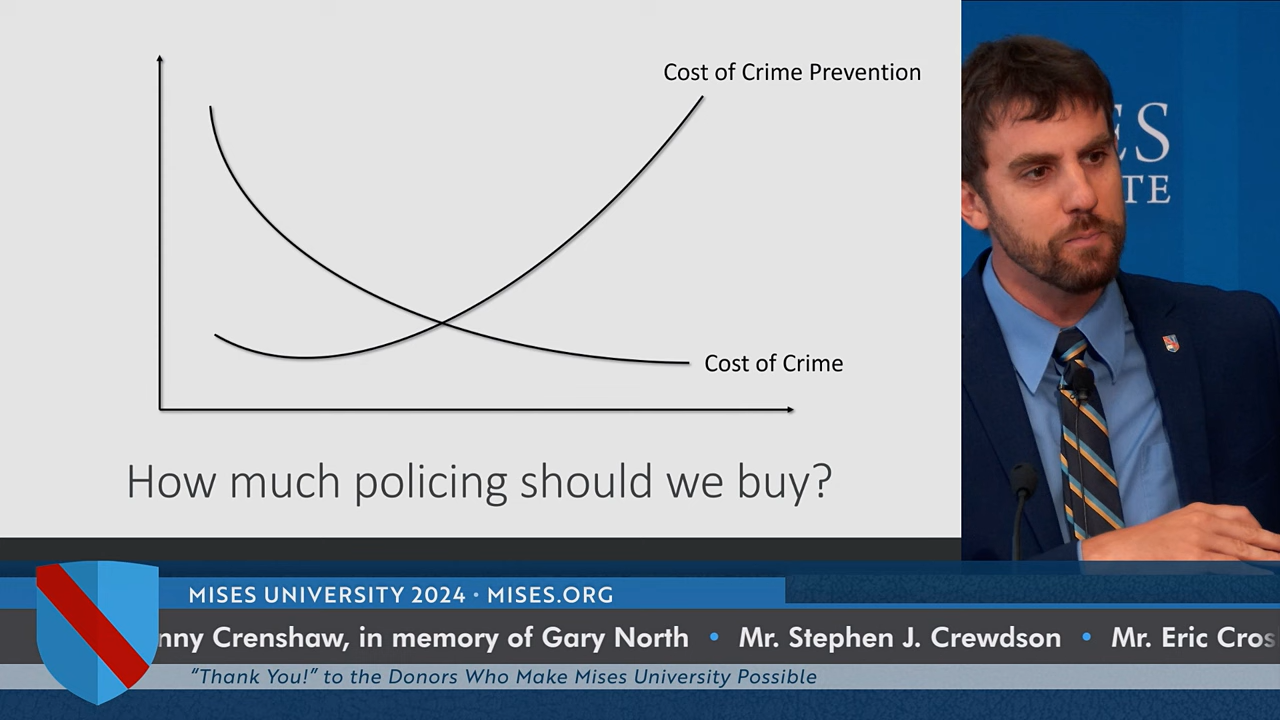 Cost of Crime Prevention
Cost of Crime
How much policing should we buy?
ES
TE
MISES UNIVERSITY 2024 • MISES.ORG
nny Crenshaw, in memory of Gary North • Mr. Stephen J. Crewdson • Mr. Eric Cros
“Thank You!” to the Donors Who Make Mises University Possible